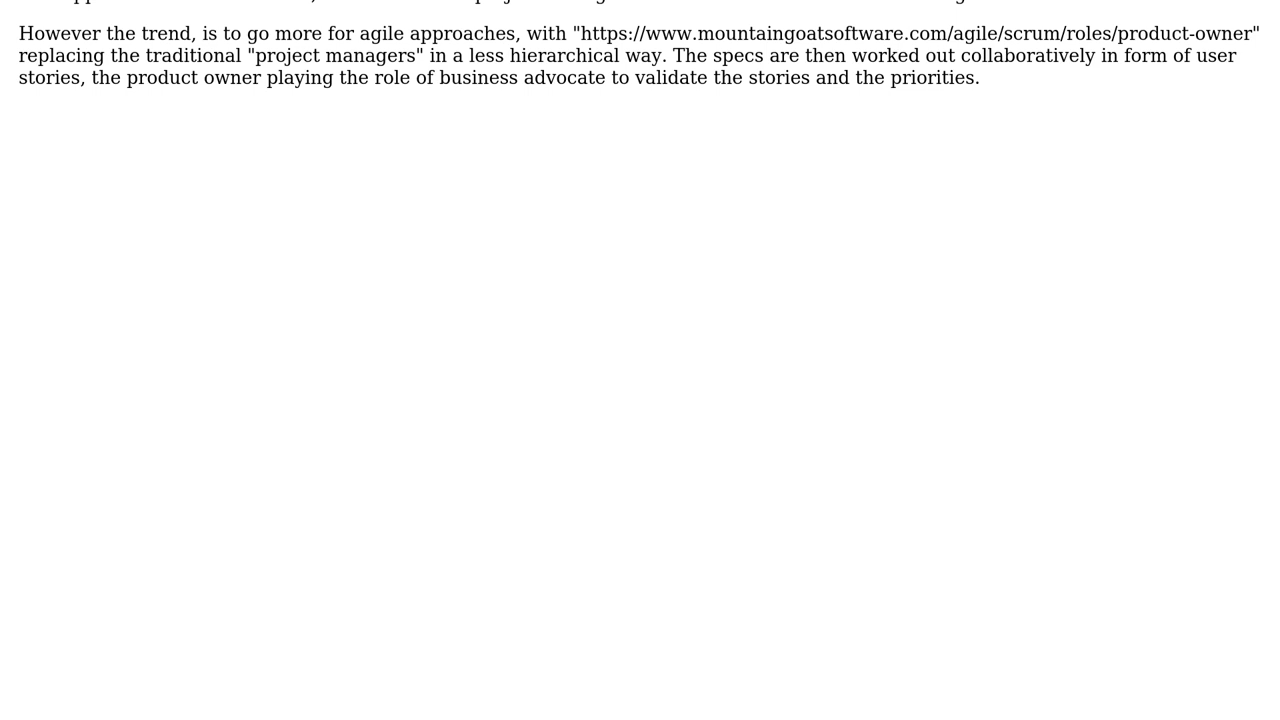 However the trend, is to go more for agile approaches, with "https://www.mountaingoatsoftware.com/agile/scrum/roles/product-owner"
replacing the traditional "project managers" in a less hierarchical way. The specs are then worked out collaboratively in form of user
stories, the product owner playing the role of business advocate to validate the stories and the priorities.